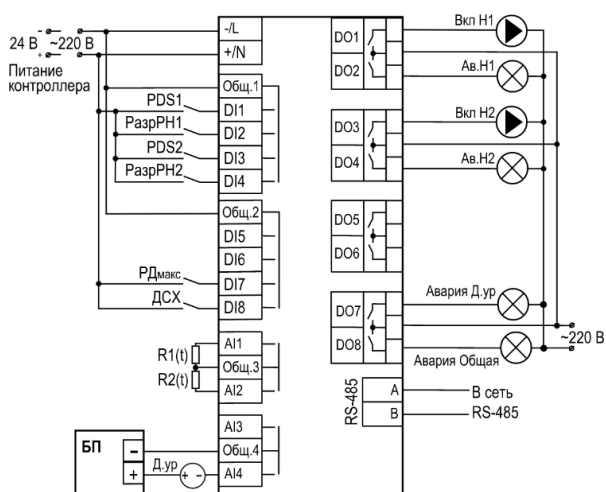 -/L
+/N
24 В ~220 В
- +
Питание
контроллера
Общ.1
PDS1
DI1
РазрРН1
DI2
PDS2
DI3
РазрРН2
DI4
Общ.2
DI5
DI6
РДмакс
DI7
ДСХ
DI8
AI1
R1(t)
Общ.3
R2(t)
AI2
AI3
БП
-
Общ.4
+
Д.ур
+ -
AI4
DO1
Вкл Н1
DO2
Ав.Н1
DO3
Вкл Н2
DO4
Ав.Н2
DO5
DO6
DO7
Авария Д.ур
DO8
Авария Общая
~220 В
RS-485
A
В сеть
B
RS-485